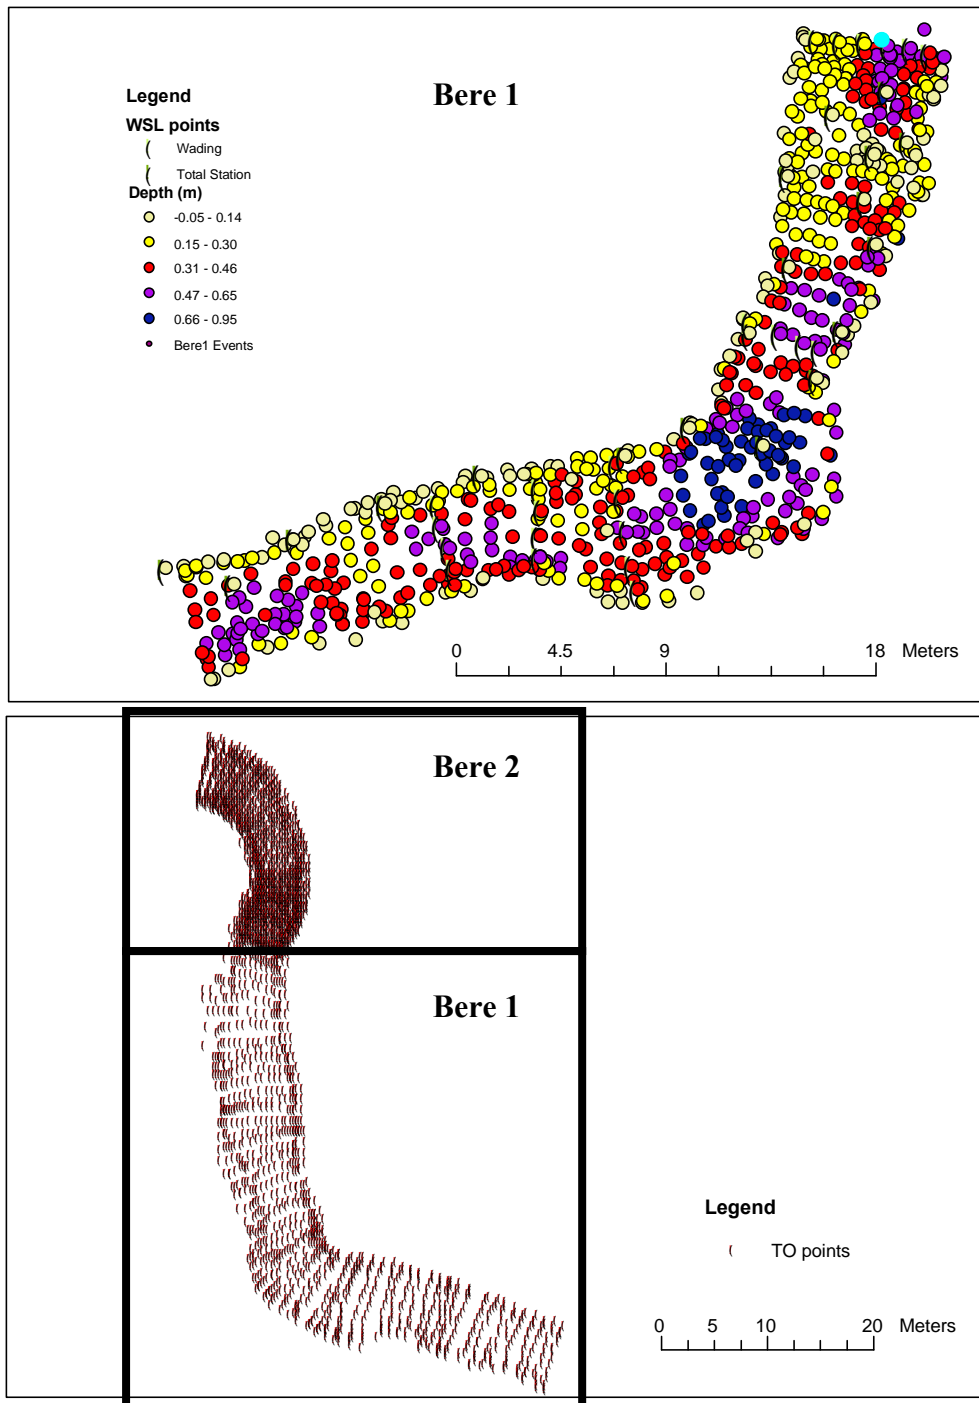 Bere 1
Legend
WSL points
Wading
Total Station
Depth (m)
-0.05 - 0.14
0.15 - 0.30
0.31 - 0.46
0.47 - 0.65
0.66 - 0.95
Bere1 Events
0 4.5 9 18 Meters
Bere 2
Bere 1
Legend
TO points
0 5 10 20 Meters